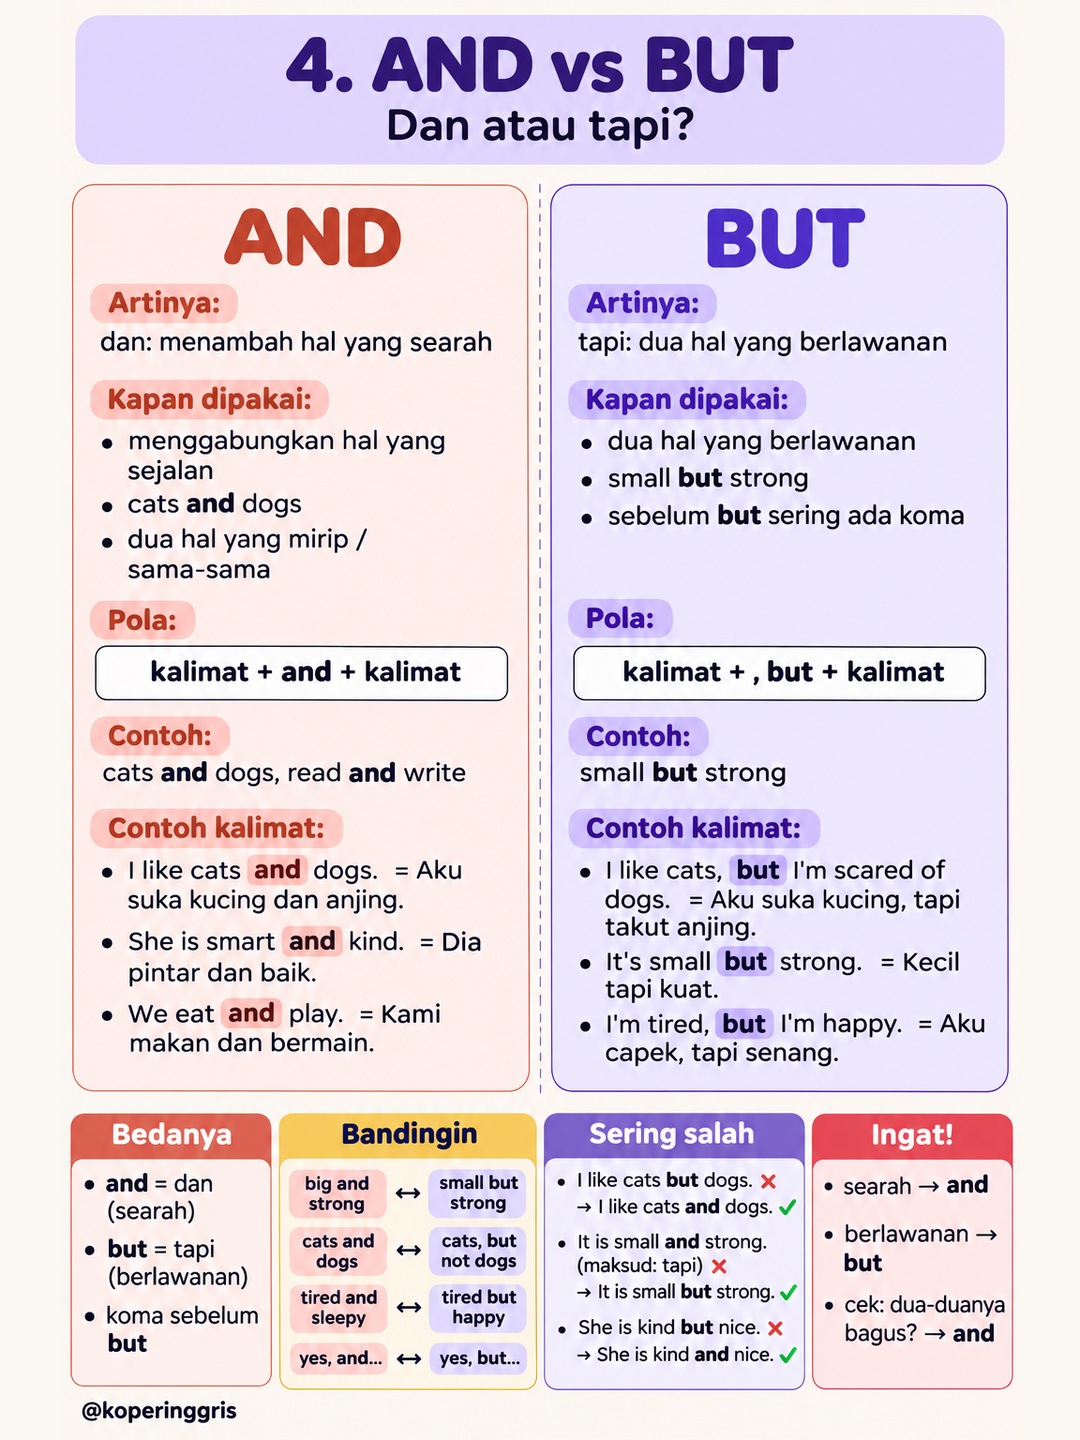 4. AND vs BUT
Dan atau tapi?
AND
Artinya:
dan: menambah hal yang searah
Kapan dipakai:
• menggabungkan hal yang
sejalan
• cats and dogs
• dua hal yang mirip /
sama-sama
Pola:
kalimat + and + kalimat
Contoh:
cats and dogs, read and write
Contoh kalimat:
• I like cats and dogs. = Aku
suka kucing dan anjing.
• She is smart and kind. = Dia
pintar dan baik.
• We eat and play. = Kami
makan dan bermain.
BUT
Artinya:
tapi: dua hal yang berlawanan
Kapan dipakai:
• dua hal yang berlawanan
• small but strong
• sebelum but sering ada koma
Pola:
kalimat + , but + kalimat
Contoh:
small but strong
Contoh kalimat:
• I like cats, but I'm scared of
dogs. = Aku suka kucing, tapi
takut anjing.
• It's small but strong. = Kecil
tapi kuat.
• I'm tired, but I'm happy. = Aku
capek, tapi senang.
Bedanya
• and = dan
(searah)
• but = tapi
(berlawanan)
• koma sebelum
but
Bandingin
big and
strong
↔
small but
strong
cats and
dogs
↔
cats, but
not dogs
tired and
sleepy
↔
tired but
happy
yes, and... ↔ yes, but...
Sering salah
• I like cats but dogs. ❌
→ I like cats and dogs. ✔
• It is small and strong.
(maksud: tapi) ❌
→ It is small but strong. ✔
• She is kind but nice. ❌
→ She is kind and nice. ✔
Ingat!
• searah → and
• berlawanan →
but
• cek: dua-duanya
bagus? → and
@koperinggris